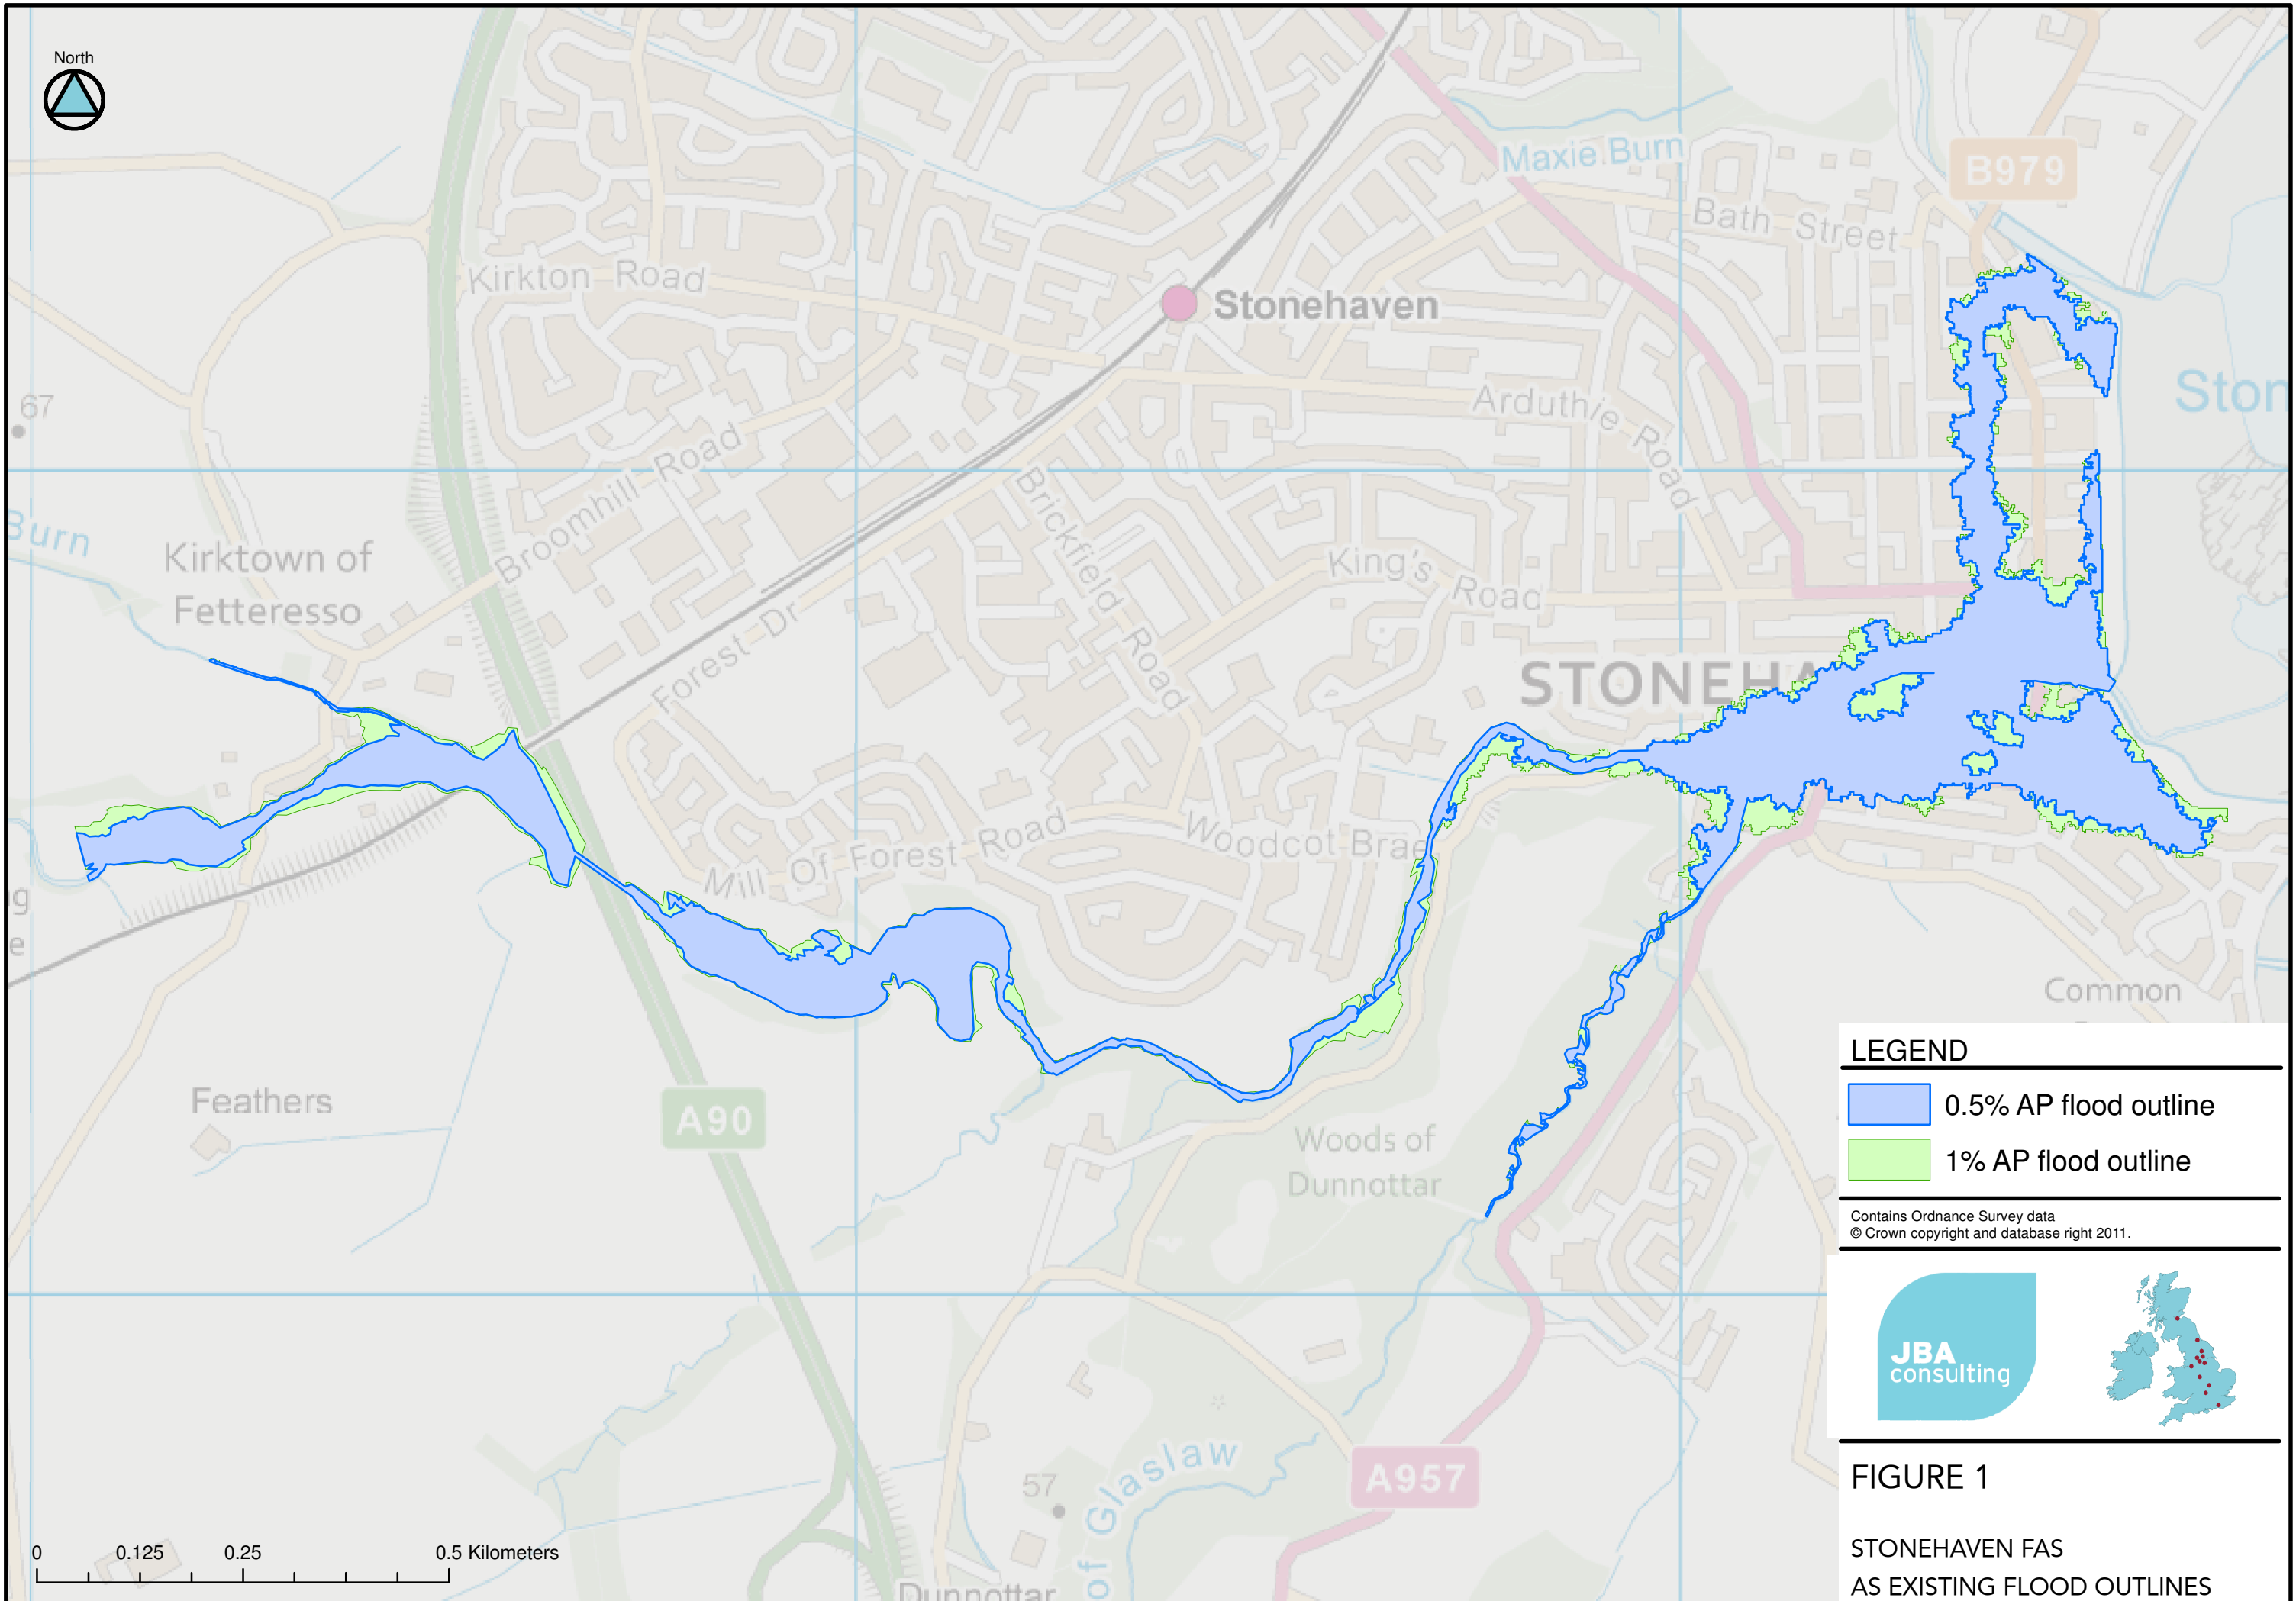 North
Maxie Burn
B979
Bath Street
Kirkton Road
Stonehaven
Arduthie Road
Ston
67
Broomhill Road
Brickfield Road
Burn
Kirktown of
Fetteresso
King's Road
Forest Dr
STONEHA
Mill Of Forest Road
Woodcot Brae
g
e
Common
Feathers
A90
Woods of
Dunnottar
57
of Glaslaw
A957
Dunnottar
0 0.125 0.25 0.5 Kilometers
LEGEND
0.5% AP flood outline
1% AP flood outline
Contains Ordnance Survey data
© Crown copyright and database right 2011.
JBA
consulting
FIGURE 1
STONEHAVEN FAS
AS EXISTING FLOOD OUTLINES